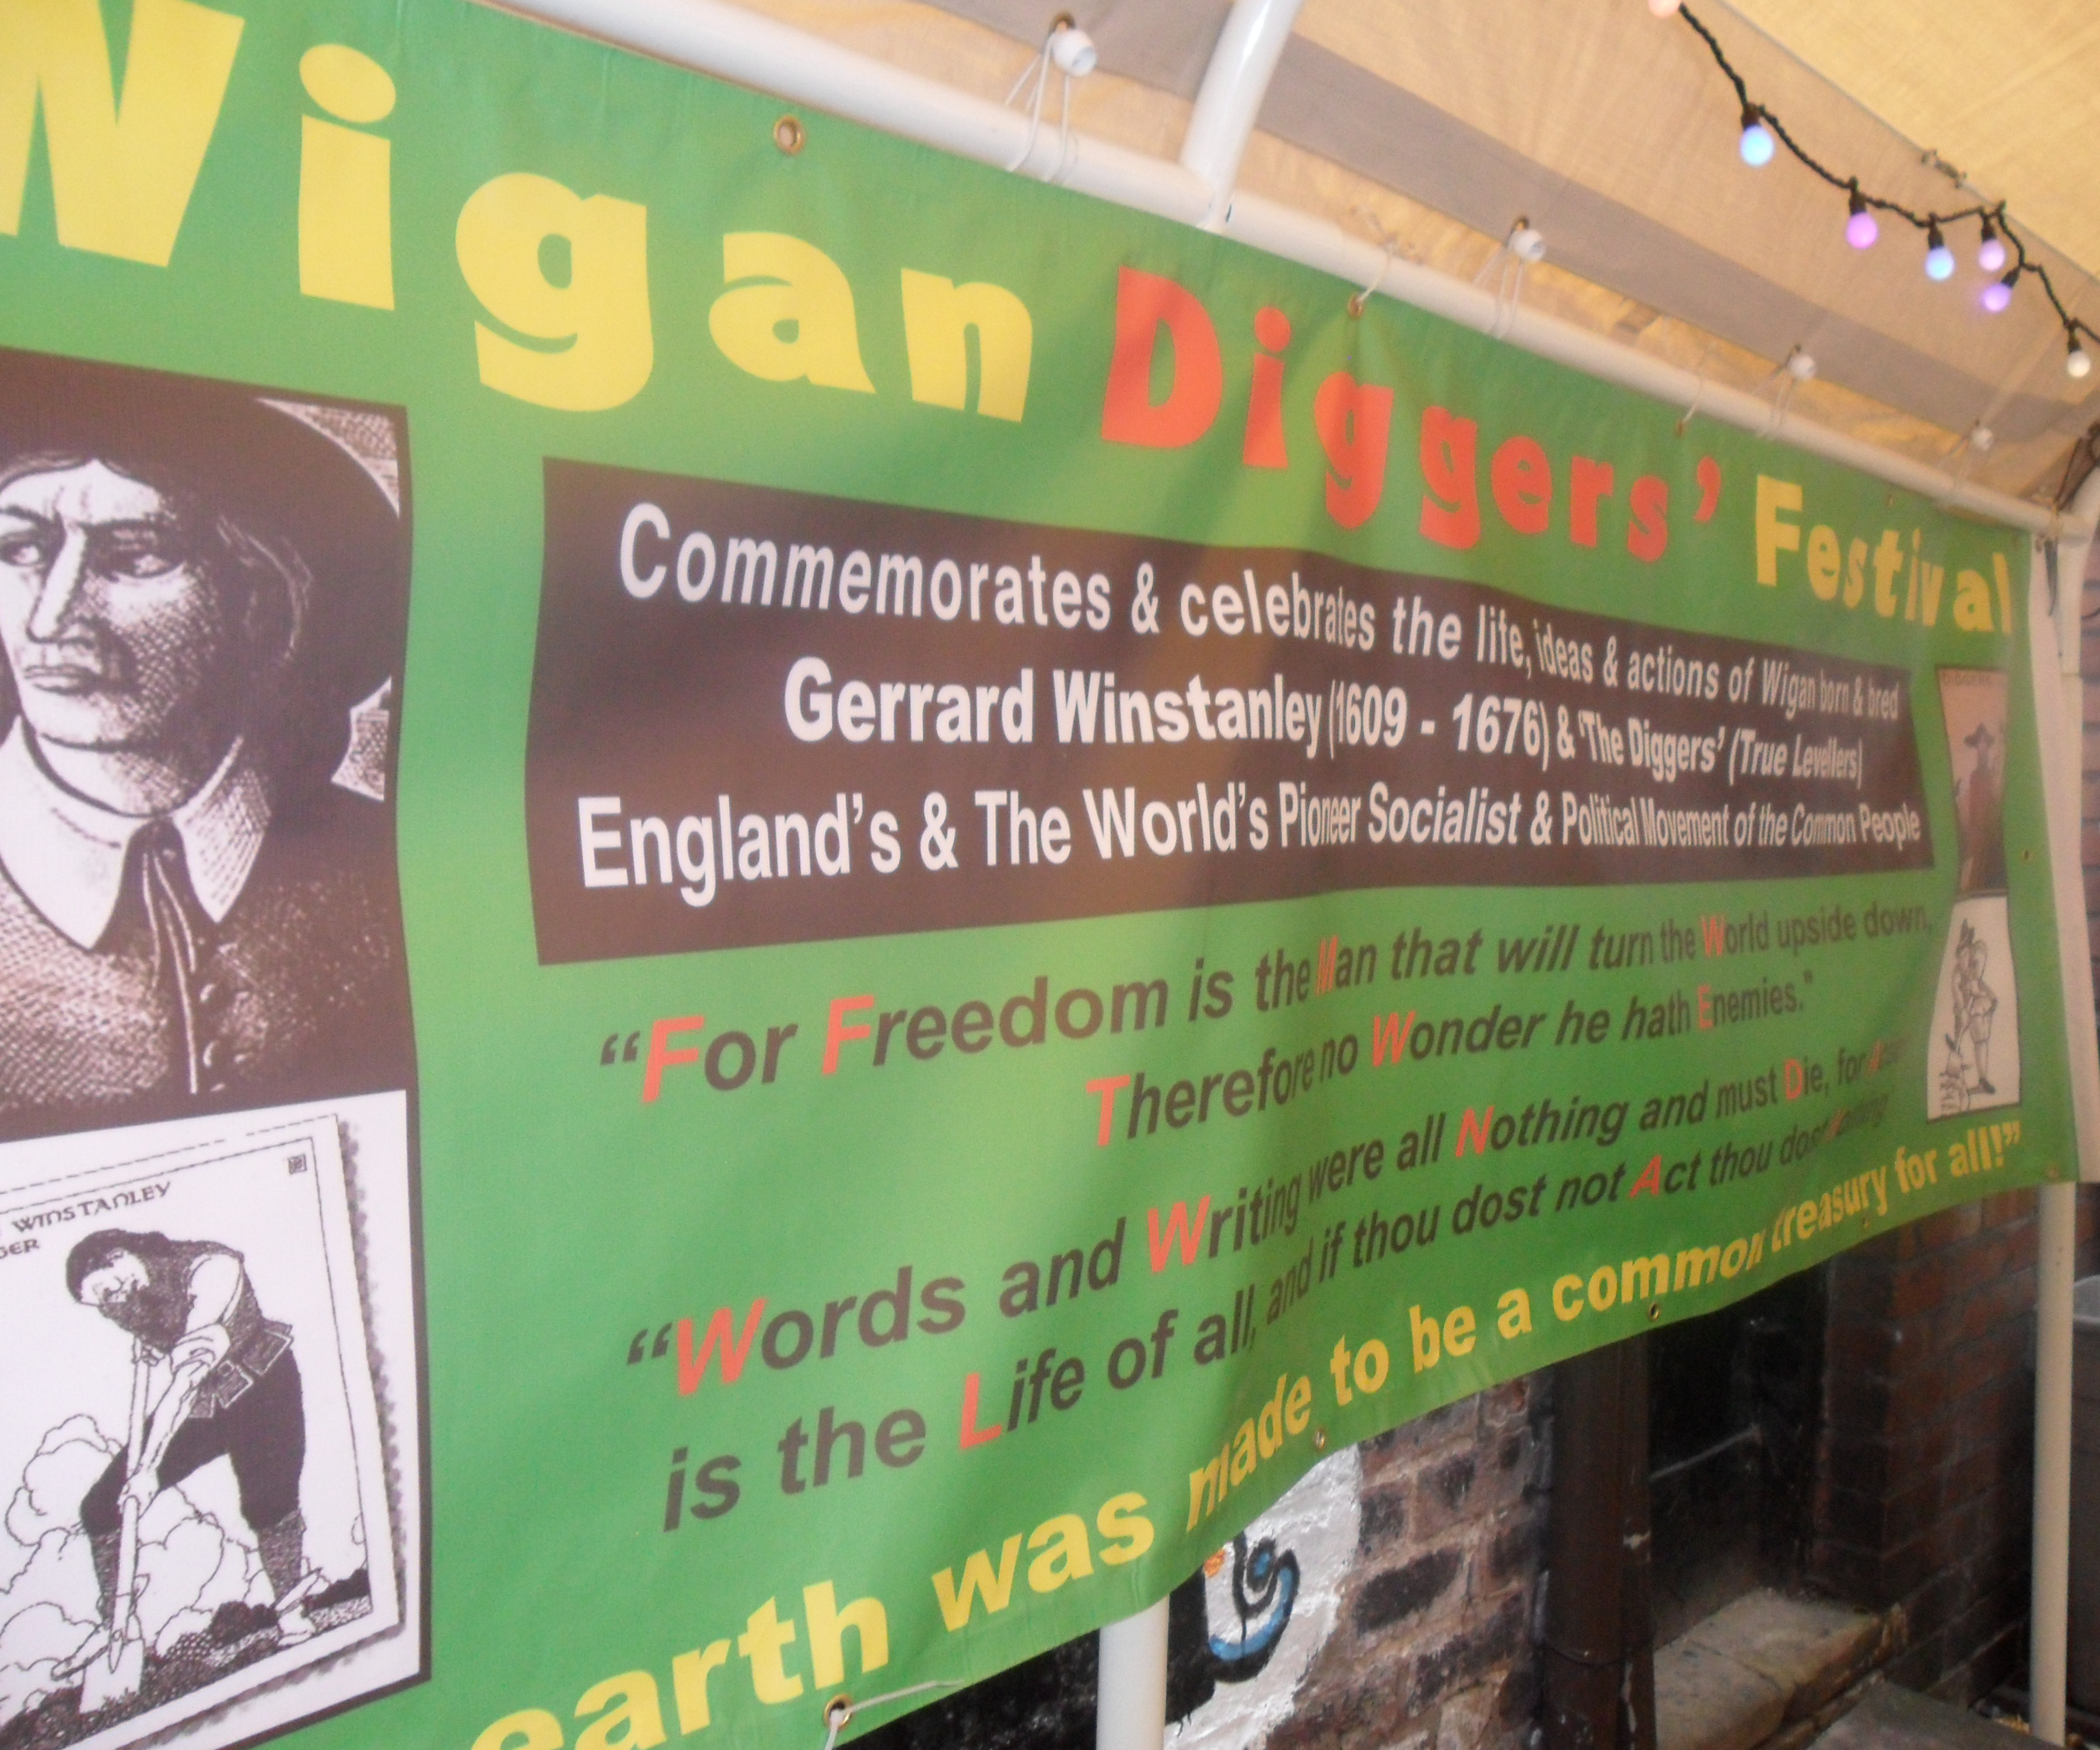 Wigan Diggers' Festival
Commemorates & celebrates the life, ideas & actions of Wigan born & bred
Gerrard Winstanley (1609 - 1676) & 'The Diggers' (True Levellers)
England's & The World's Pioneer Socialist & Political Movement of the Common People
“For Freedom is the Man that will turn the World upside down,
Therefore no Wonder he hath Enemies."
“Words and Writing were all Nothing and must Die, for
is the Life of all, and if thou dost not Act thou dost
earth was made to be a common treasury for all!”
WINSTANLEY